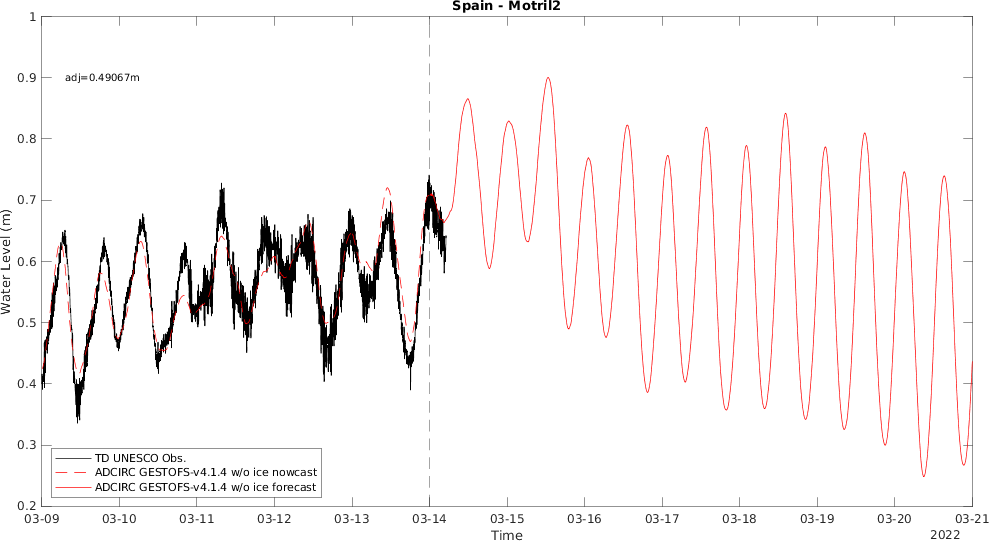 Spain - Motril2
1
0.9
0.8
0.7
0.6
0.5
0.4
0.3
0.2
Water Level (m)
adj=0.49067m
TD UNESCO Obs.
ADCIRC GESTOFS-v4.1.4 w/o ice nowcast
ADCIRC GESTOFS-v4.1.4 w/o ice forecast
03-09 03-10 03-11 03-12 03-13 03-14 03-15 03-16 03-17 03-18 03-19 03-20 03-21
Time
2022